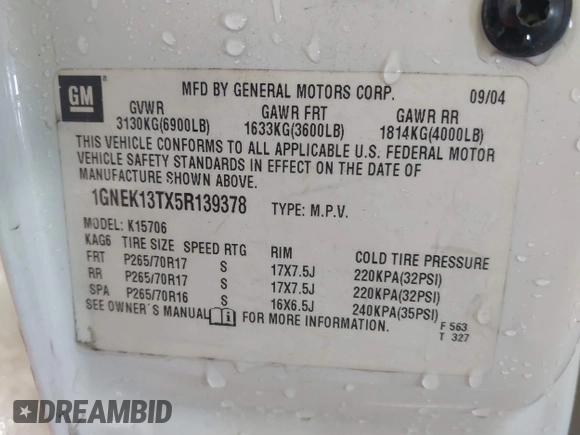 GM
MFD BY GENERAL MOTORS CORP. 09/04
GVWR GAWR FRT GAWR RR
3130KG(6900LB) 1633KG(3600LB) 1814KG(4000LB)
THIS VEHICLE CONFORMS TO ALL APPLICABLE U.S. FEDERAL MOTOR
VEHICLE SAFETY STANDARDS IN EFFECT ON THE DATE OF
MANUFACTURE SHOWN ABOVE.
1GNEK13TX5R139378 TYPE: M.P.V.
MODEL: K15706
KAG6 TIRE SIZE SPEED RTG RIM COLD TIRE PRESSURE
FRT P265/70R17 S 17X7.5J 220KPA(32PSI)
RR P265/70R17 S 17X7.5J 220KPA(32PSI)
SPA P265/70R16 S 16X6.5J 240KPA(35PSI)
SEE OWNER'S MANUAL FOR MORE INFORMATION.
F 563
T 327
DREAMBID